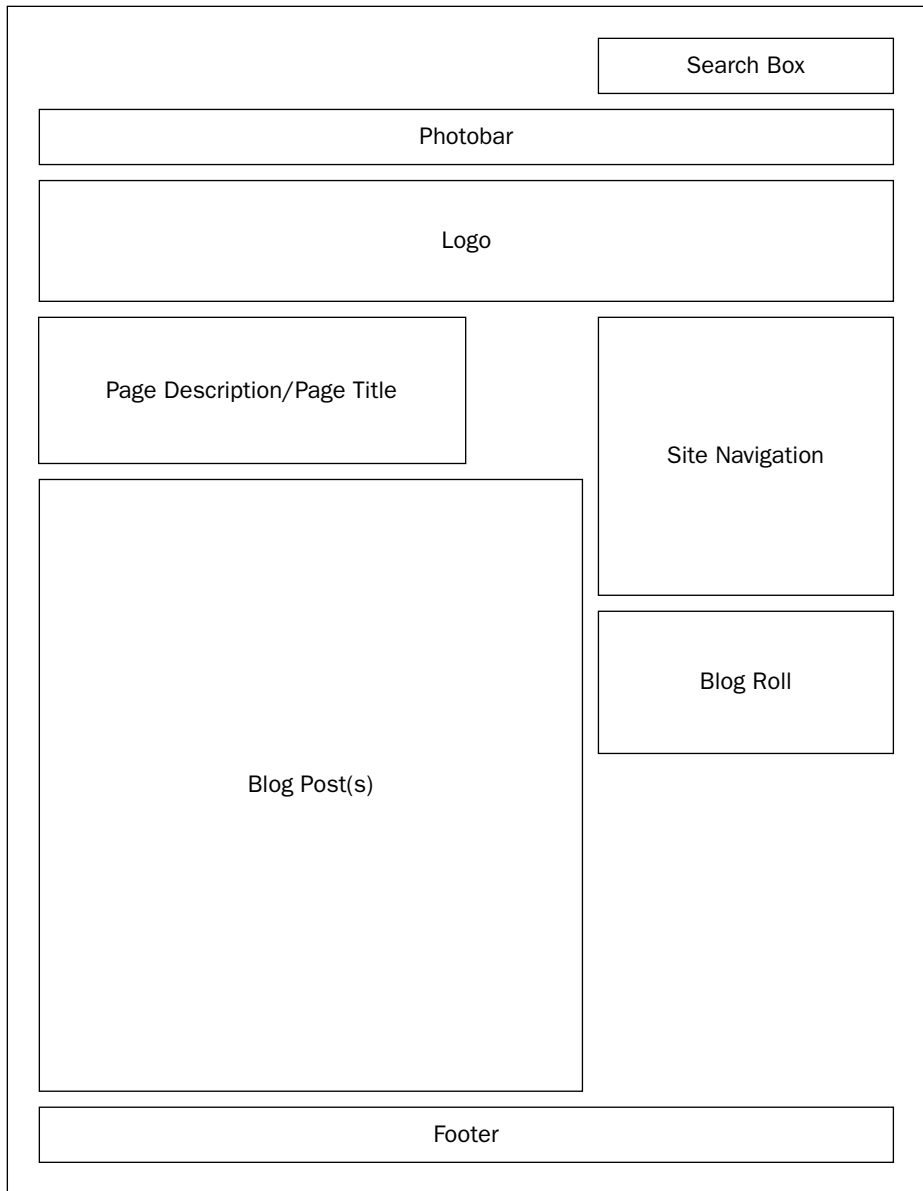 Search Box
Photobar
Logo
Page Description/Page Title
Site Navigation
Blog Roll
Blog Post(s)
Footer